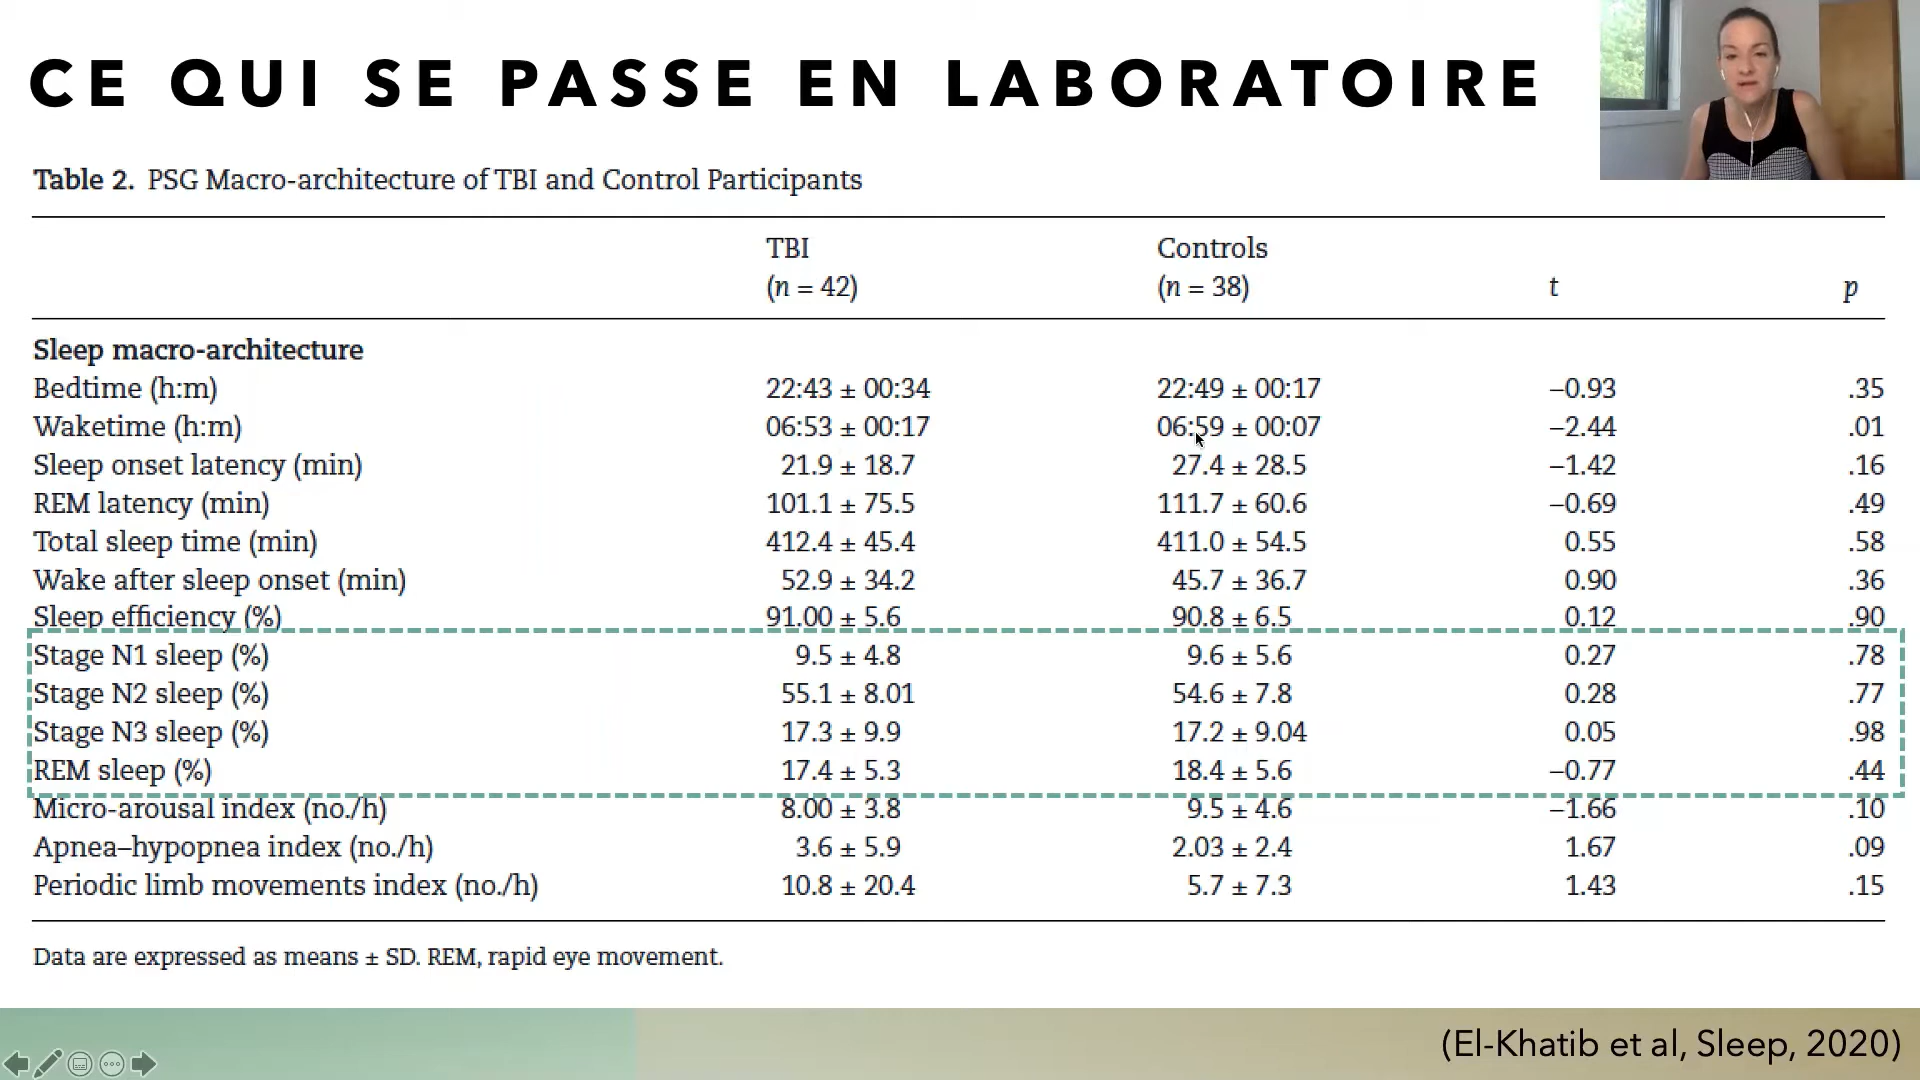 CE QUI SE PASSE EN LABORATOIRE
Table 2. PSG Macro-architecture of TBI and Control Participants
TBI Controls
(n = 42) (n = 38) t p
Sleep macro-architecture
Bedtime (h:m) 22:43 ± 00:34 22:49 ± 00:17 −0.93 .35
Waketime (h:m) 06:53 ± 00:17 06:59 ± 00:07 −2.44 .01
Sleep onset latency (min) 21.9 ± 18.7 27.4 ± 28.5 −1.42 .16
REM latency (min) 101.1 ± 75.5 111.7 ± 60.6 −0.69 .49
Total sleep time (min) 412.4 ± 45.4 411.0 ± 54.5 0.55 .58
Wake after sleep onset (min) 52.9 ± 34.2 45.7 ± 36.7 0.90 .36
Sleep efficiency (%) 91.00 ± 5.6 90.8 ± 6.5 0.12 .90
Stage N1 sleep (%) 9.5 ± 4.8 9.6 ± 5.6 0.27 .78
Stage N2 sleep (%) 55.1 ± 8.01 54.6 ± 7.8 0.28 .77
Stage N3 sleep (%) 17.3 ± 9.9 17.2 ± 9.04 0.05 .98
REM sleep (%) 17.4 ± 5.3 18.4 ± 5.6 −0.77 .44
Micro-arousal index (no./h) 8.00 ± 3.8 9.5 ± 4.6 −1.66 .10
Apnea–hypopnea index (no./h) 3.6 ± 5.9 2.03 ± 2.4 1.67 .09
Periodic limb movements index (no./h) 10.8 ± 20.4 5.7 ± 7.3 1.43 .15
Data are expressed as means ± SD. REM, rapid eye movement.
(El-Khatib et al, Sleep, 2020)